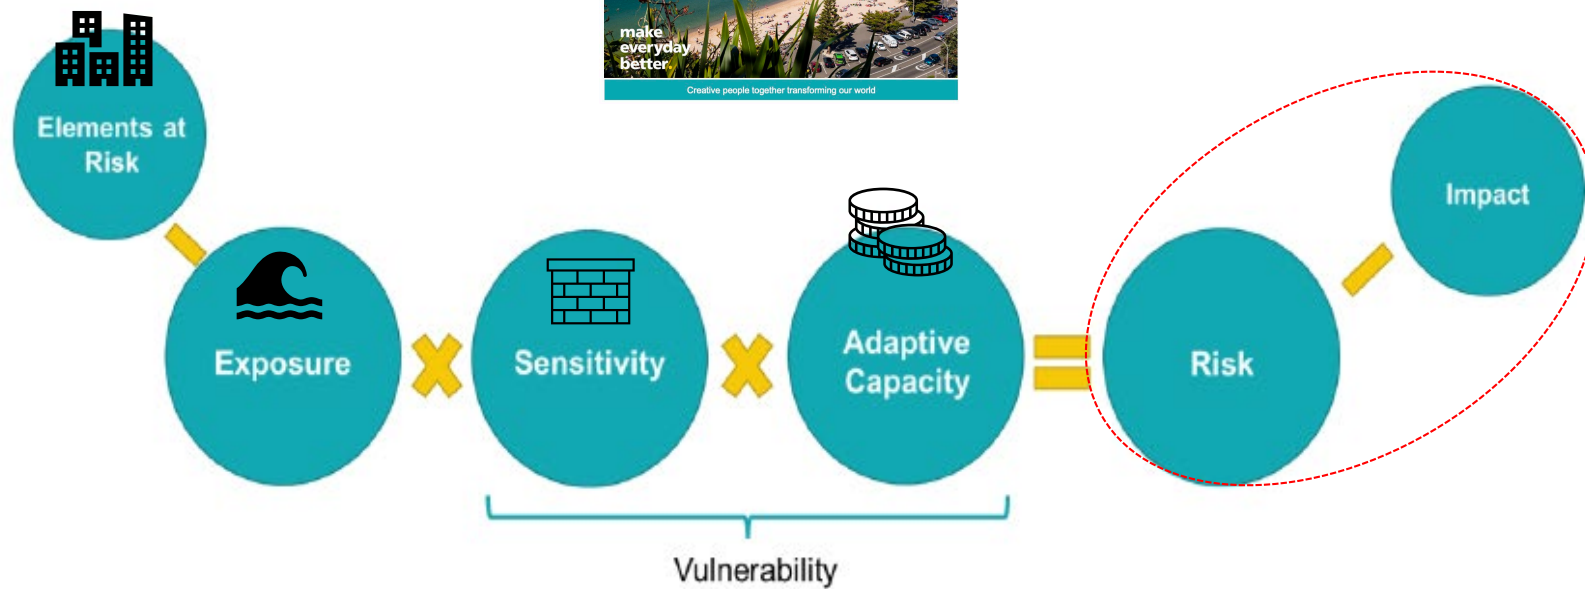 make
everyday
better.
Creative people together transforming our world
Elements at
Risk
Exposure
Sensitivity
Adaptive
Capacity
Risk
Impact
Vulnerability